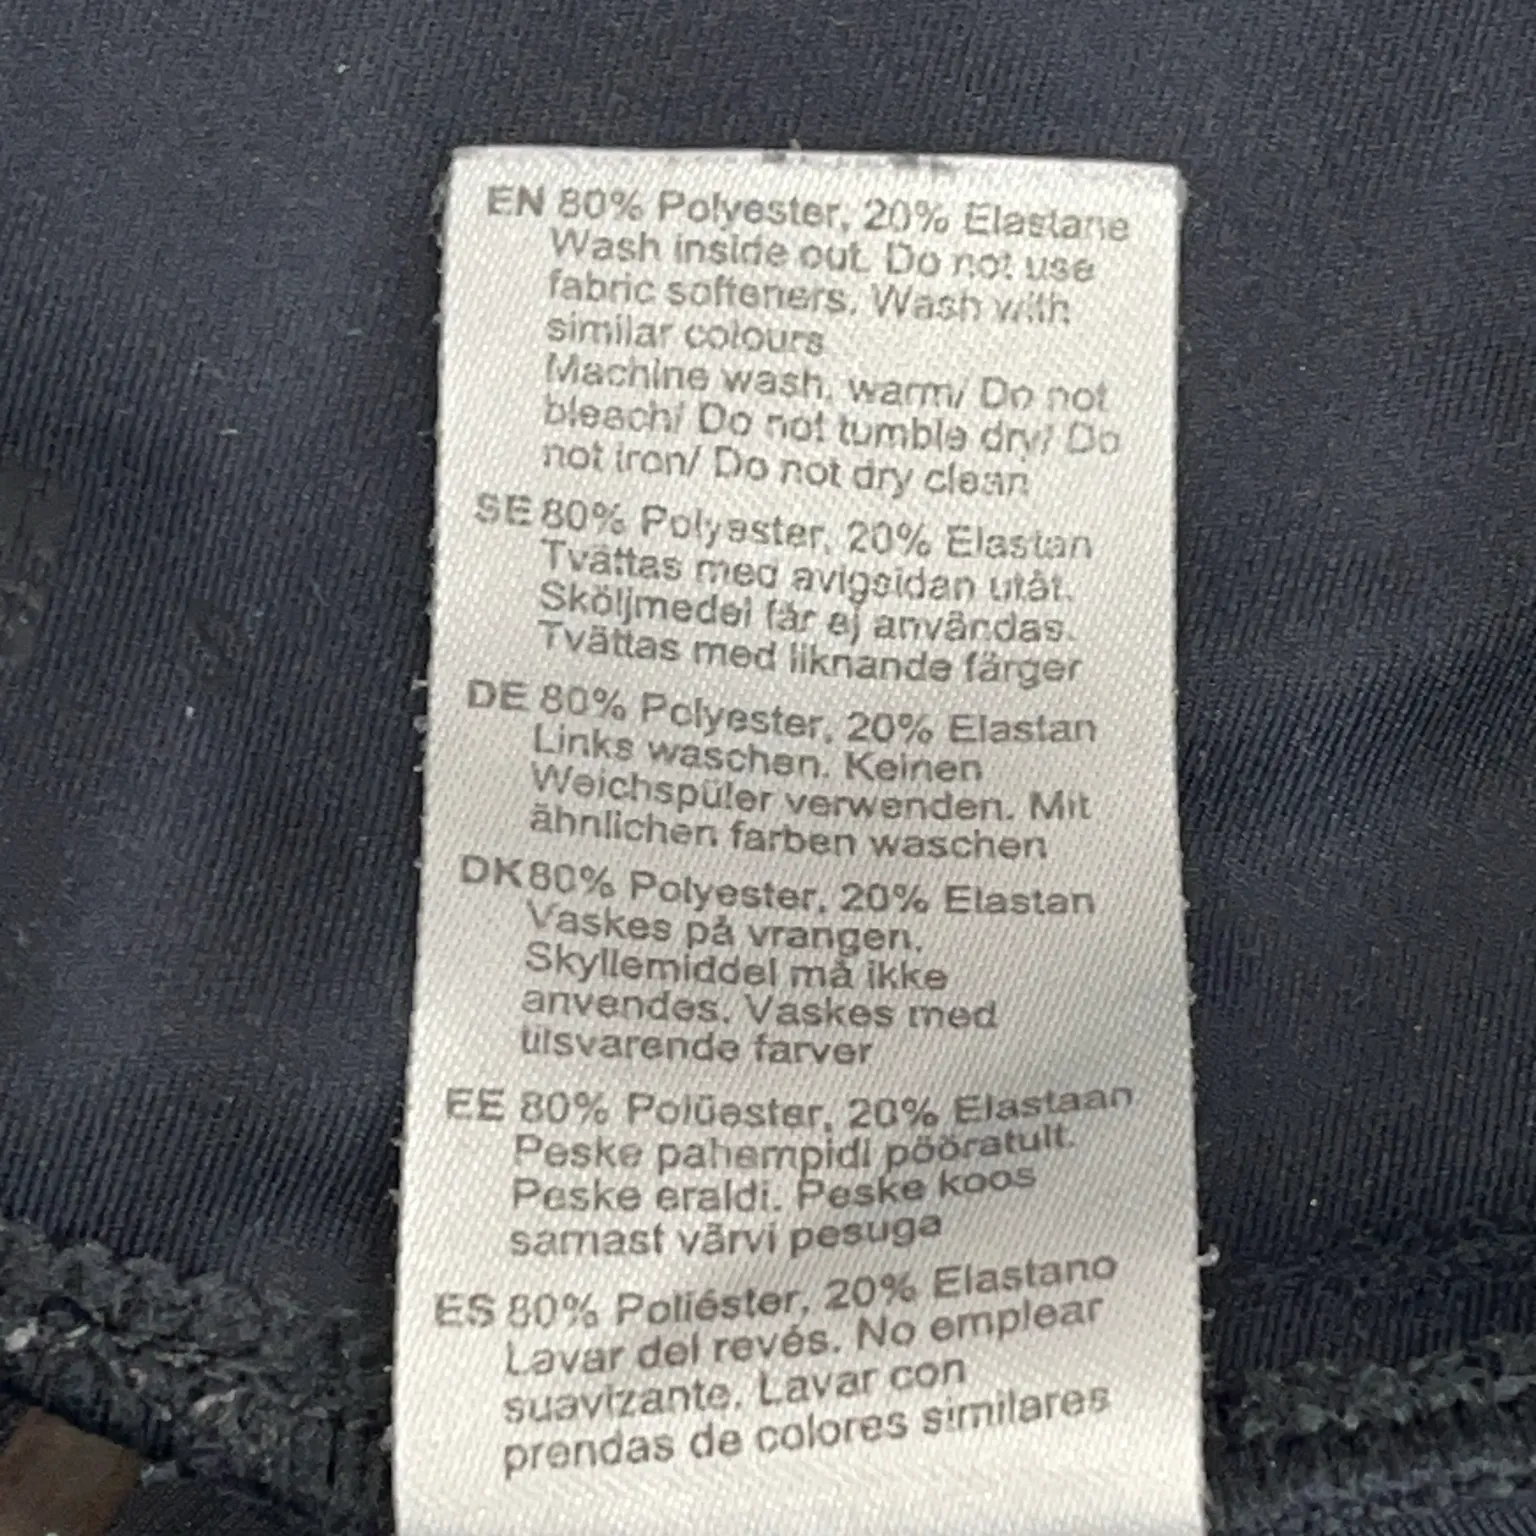 EN 80% Polyester, 20% Elastane
Wash inside out. Do not use
fabric softeners. Wash with
similar colours
Machine wash, warm/ Do not
bleach/ Do not tumble dry/ Do
not iron/ Do not dry clean
SE 80% Polyester, 20% Elastan
Tvättas med avigsidan utåt.
Sköljmedel får ej användas.
Tvättas med liknande färger
DE 80% Polyester, 20% Elastan
Links waschen. Keinen
Weichspüler verwenden. Mit
ähnlichen farben waschen
DK 80% Polyester, 20% Elastan
Vaskes på vrangen.
Skyllemiddel må ikke
anvendes. Vaskes med
tilsvarende farver
EE 80% Polüester, 20% Elastaan
Peske pahempidi pööratult.
Peske eraldi. Peske koos
samast värvi pesuga
ES 80% Poliéster, 20% Elastano
Lavar del revés. No emplear
suavizante. Lavar con
prendas de colores similares